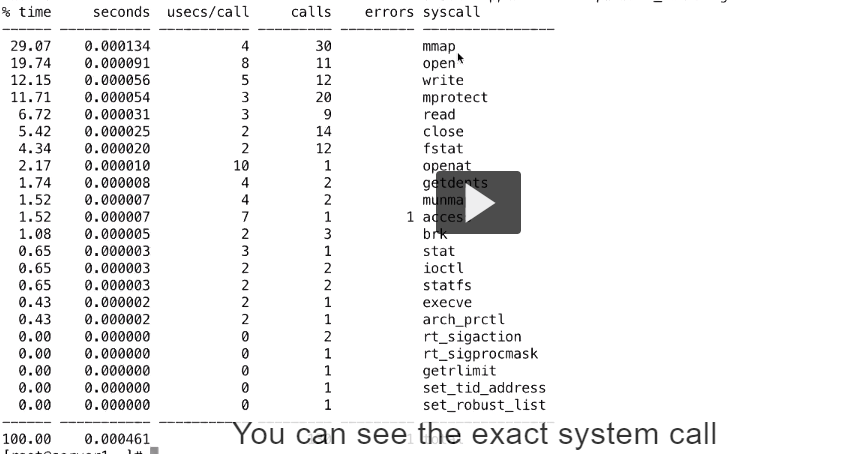 % time seconds usecs/call calls errors syscall
------ ----------- ----------- --------- --------- ----------------
29.07 0.000134 4 30 mmap
19.74 0.000091 8 11 open
12.15 0.000056 5 12 write
11.71 0.000054 3 20 mprotect
6.72 0.000031 3 9 read
5.42 0.000025 2 14 close
4.34 0.000020 2 12 fstat
2.17 0.000010 10 1 openat
1.74 0.000008 4 2 getdents
1.52 0.000007 4 2 munma
1.52 0.000007 7 1 1 acces
1.08 0.000005 2 3 brk
0.65 0.000003 3 1 stat
0.65 0.000003 2 2 ioctl
0.65 0.000003 2 2 statfs
0.43 0.000002 2 1 execve
0.43 0.000002 2 1 arch_prctl
0.00 0.000000 0 2 rt_sigaction
0.00 0.000000 0 1 rt_sigprocmask
0.00 0.000000 0 1 getrlimit
0.00 0.000000 0 1 set_tid_address
0.00 0.000000 0 1 set_robust_list
------ ----------- ----------- --------- --------- ----------------
100.00 0.000461
You can see the exact system call